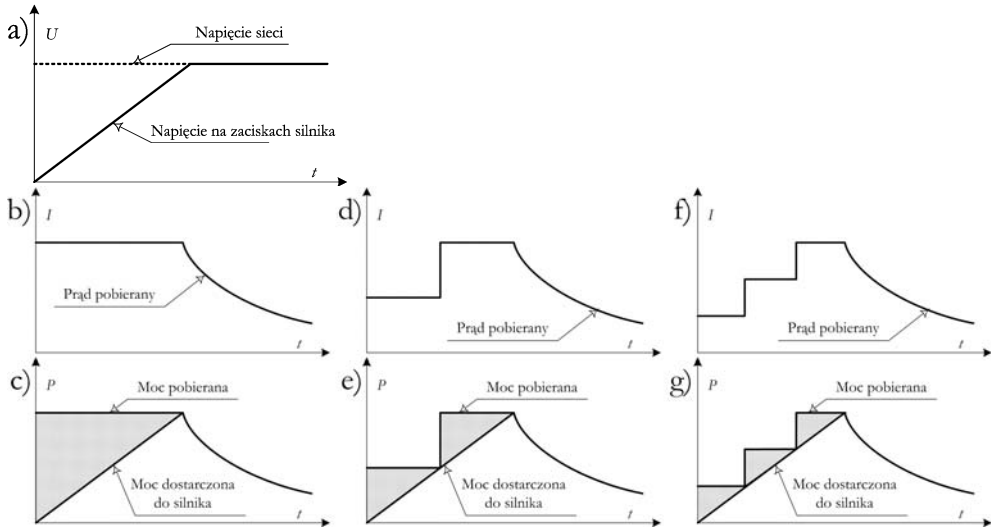 a)
U
Napięcie sieci
Napięcie na zaciskach silnika
t
b)
I
Prąd pobierany
t
d)
I
Prąd pobierany
t
f)
I
Prąd pobierany
t
c)
P
Moc pobierana
Moc dostarczona
do silnika
t
e)
P
Moc pobierana
Moc dostarczona
do silnika
t
g)
P
Moc pobierana
Moc dostarczona
do silnika
t